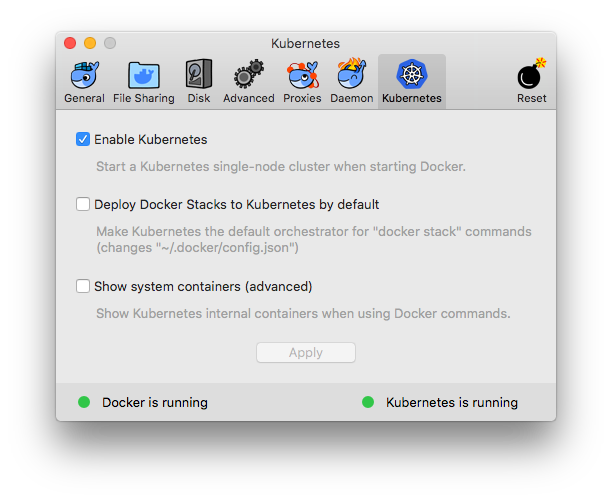 Kubernetes
General File Sharing Disk Advanced Proxies Daemon Kubernetes Reset
Enable Kubernetes
Start a Kubernetes single-node cluster when starting Docker.
Deploy Docker Stacks to Kubernetes by default
Make Kubernetes the default orchestrator for "docker stack" commands
(changes "~/.docker/config.json")
Show system containers (advanced)
Show Kubernetes internal containers when using Docker commands.
Apply
Docker is running Kubernetes is running